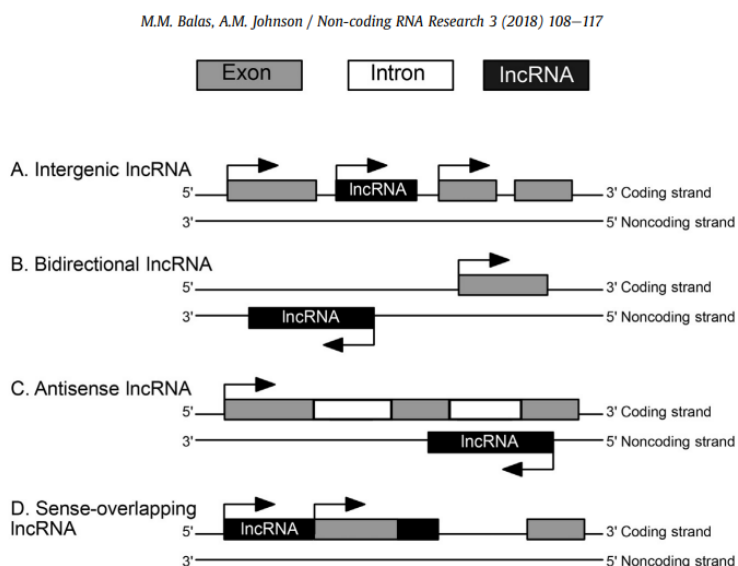 M.M. Balas, A.M. Johnson / Non-coding RNA Research 3 (2018) 108–117
Exon Intron lncRNA
A. Intergenic lncRNA
5' lncRNA 3' Coding strand
3' 5' Noncoding strand
B. Bidirectional lncRNA
5' 3' Coding strand
3' lncRNA 5' Noncoding strand
C. Antisense lncRNA
5' 3' Coding strand
3' lncRNA 5' Noncoding strand
D. Sense-overlapping
lncRNA 5' lncRNA 3' Coding strand
3' 5' Noncoding strand